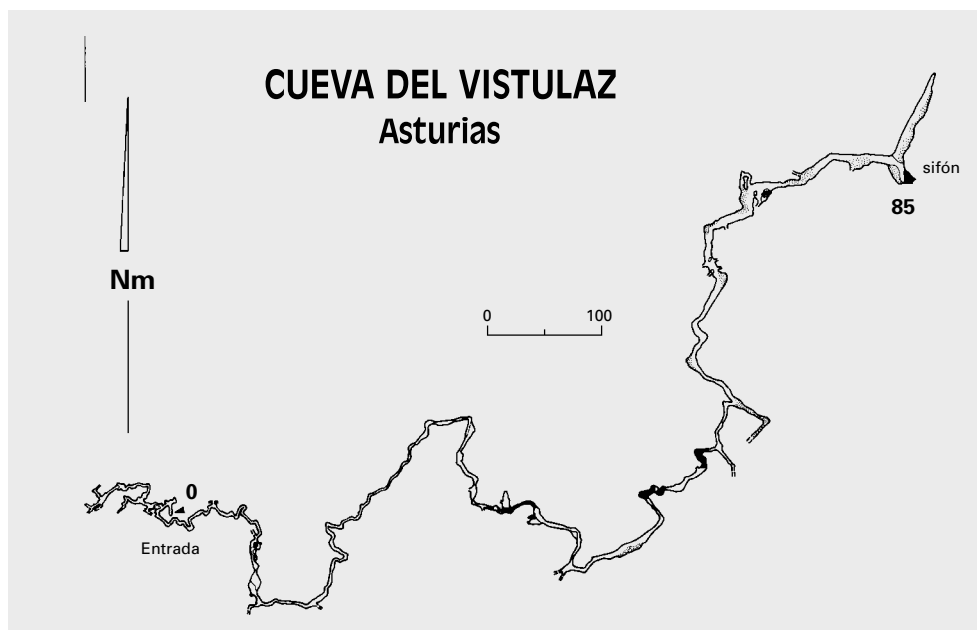 CUEVA DEL VISTULAZ
Asturias
sifón
85
Nm
0 100
0
Entrada